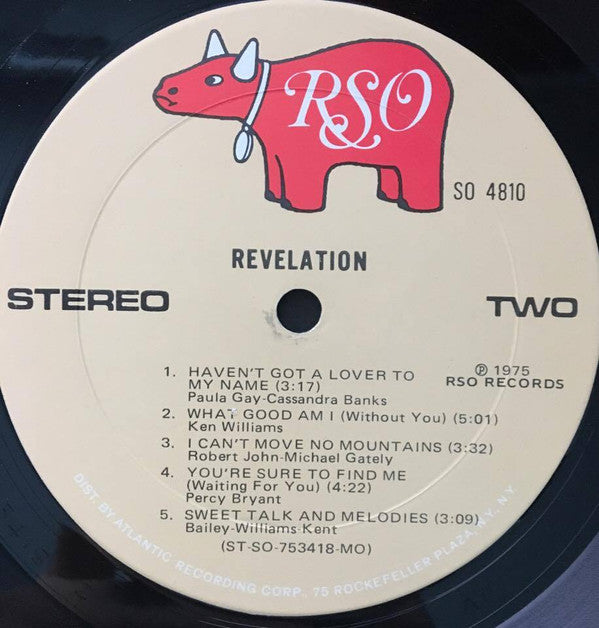 RSO
SO 4810
REVELATION
STEREO
TWO
℗ 1975
RSO RECORDS
1. HAVEN'T GOT A LOVER TO
MY NAME (3:17)
Paula Gay-Cassandra Banks
2. WHAT GOOD AM I (Without You) (5:01)
Ken Williams
3. I CAN'T MOVE NO MOUNTAINS (3:32)
Robert John-Michael Gately
4. YOU'RE SURE TO FIND ME
(Waiting For You) (4:22)
Percy Bryant
5. SWEET TALK AND MELODIES (3:09)
Bailey-Williams-Kent
(ST-SO-753418-MO)
DIST. BY ATLANTIC RECORDING CORP., 75 ROCKEFELLER PLAZA, N.Y., N.Y.